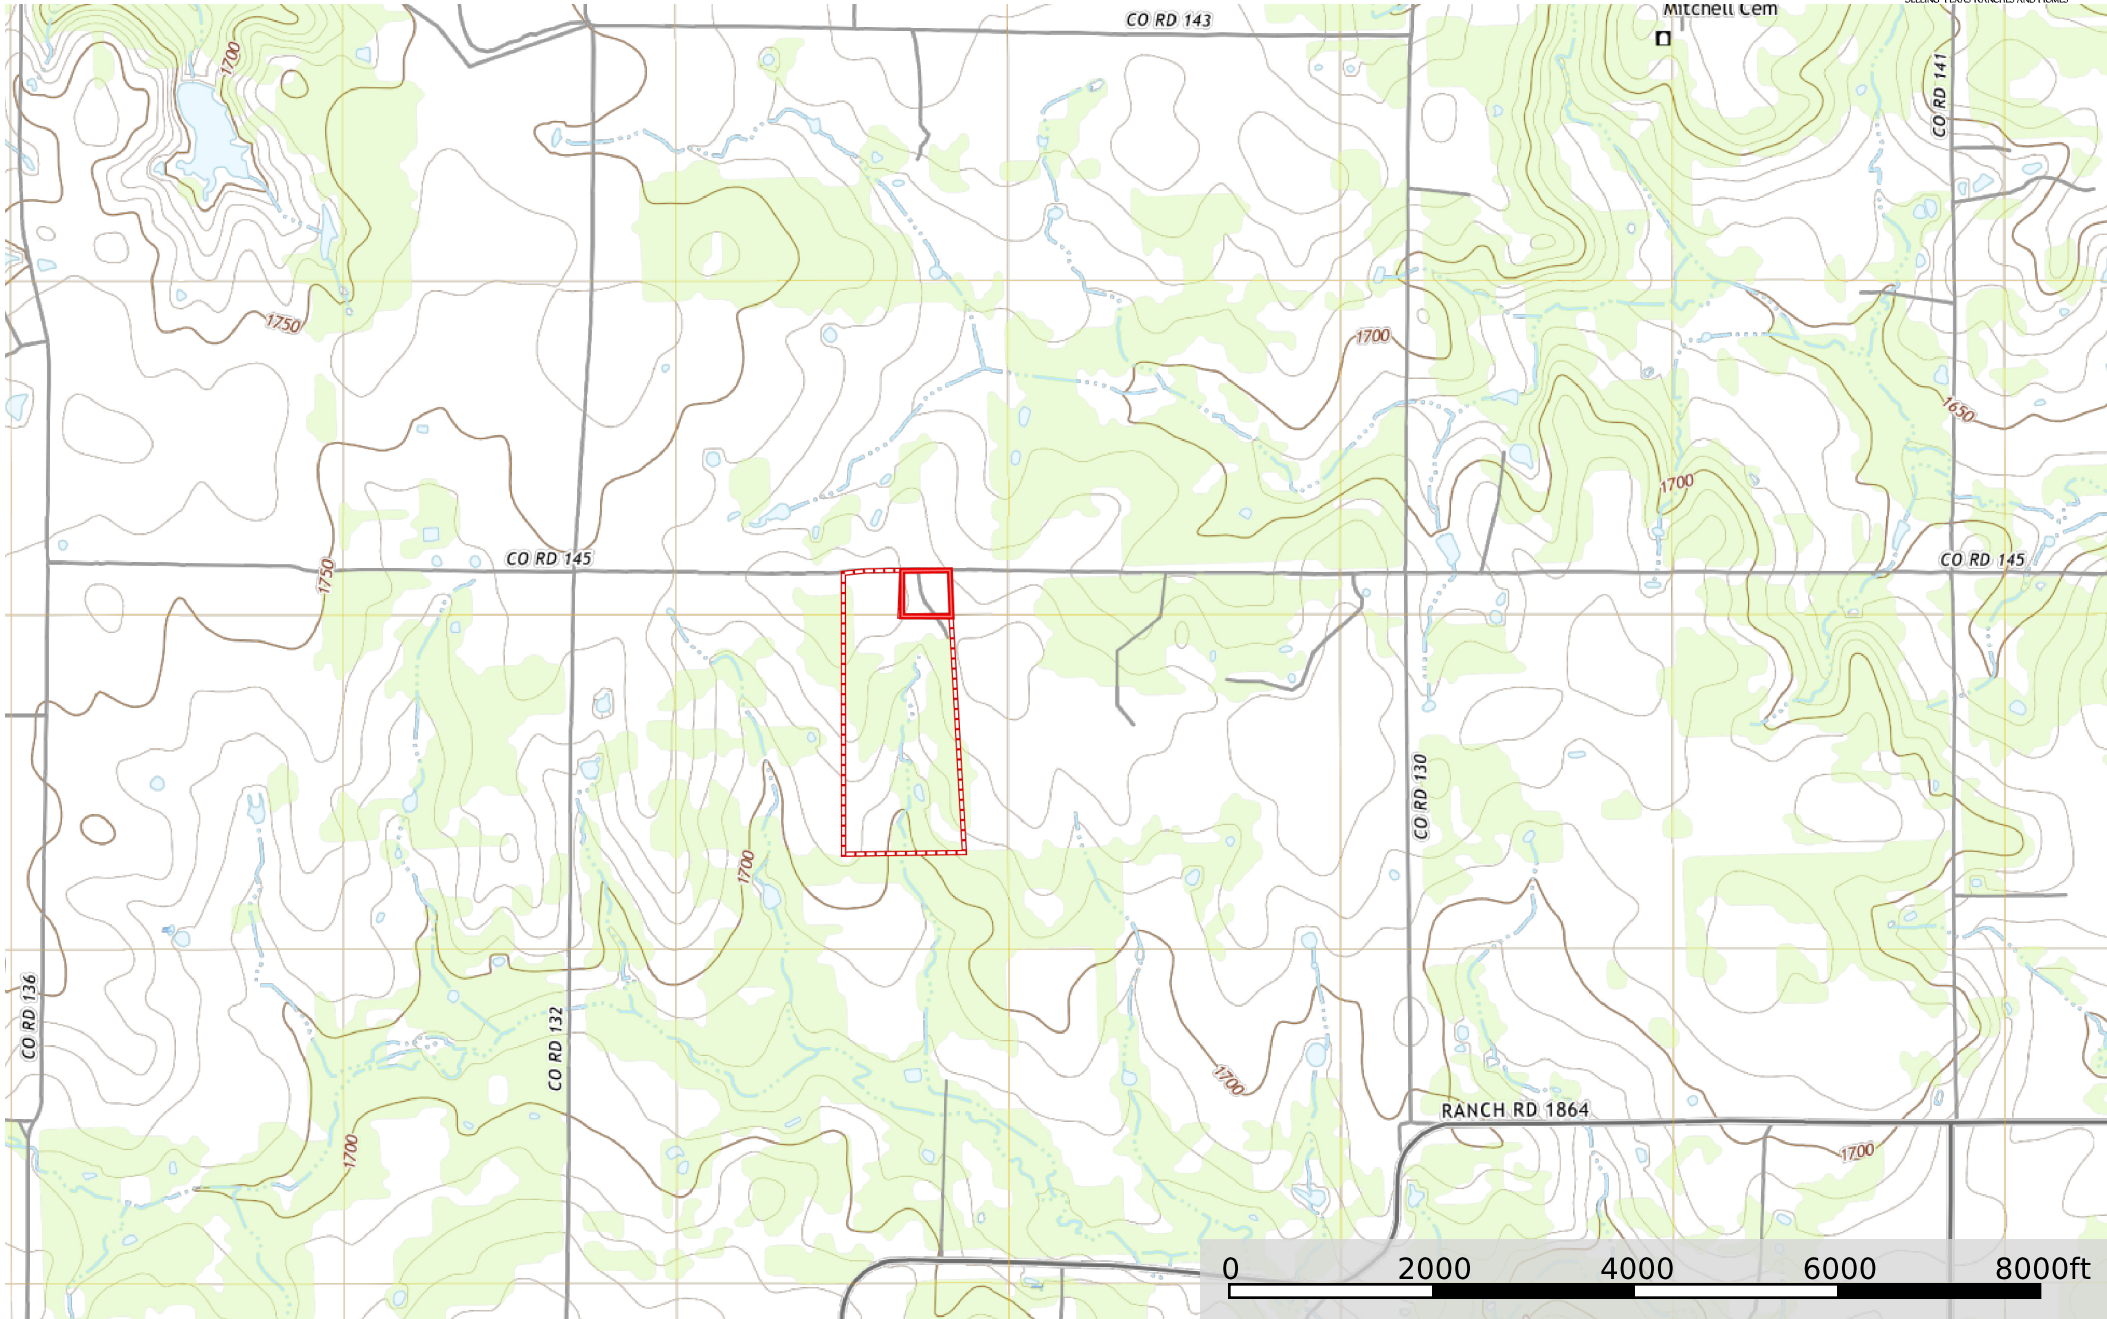 Mitchell Cem
CO RD 143
1700
CO RD 141
1750
1700
1650
1700
CO RD 145
1750
CO RD 145
CO RD 130
1700
CO RD 136
CO RD 132
1700
RANCH RD 1864
1700
1700
0 2000 4000 6000 8000ft